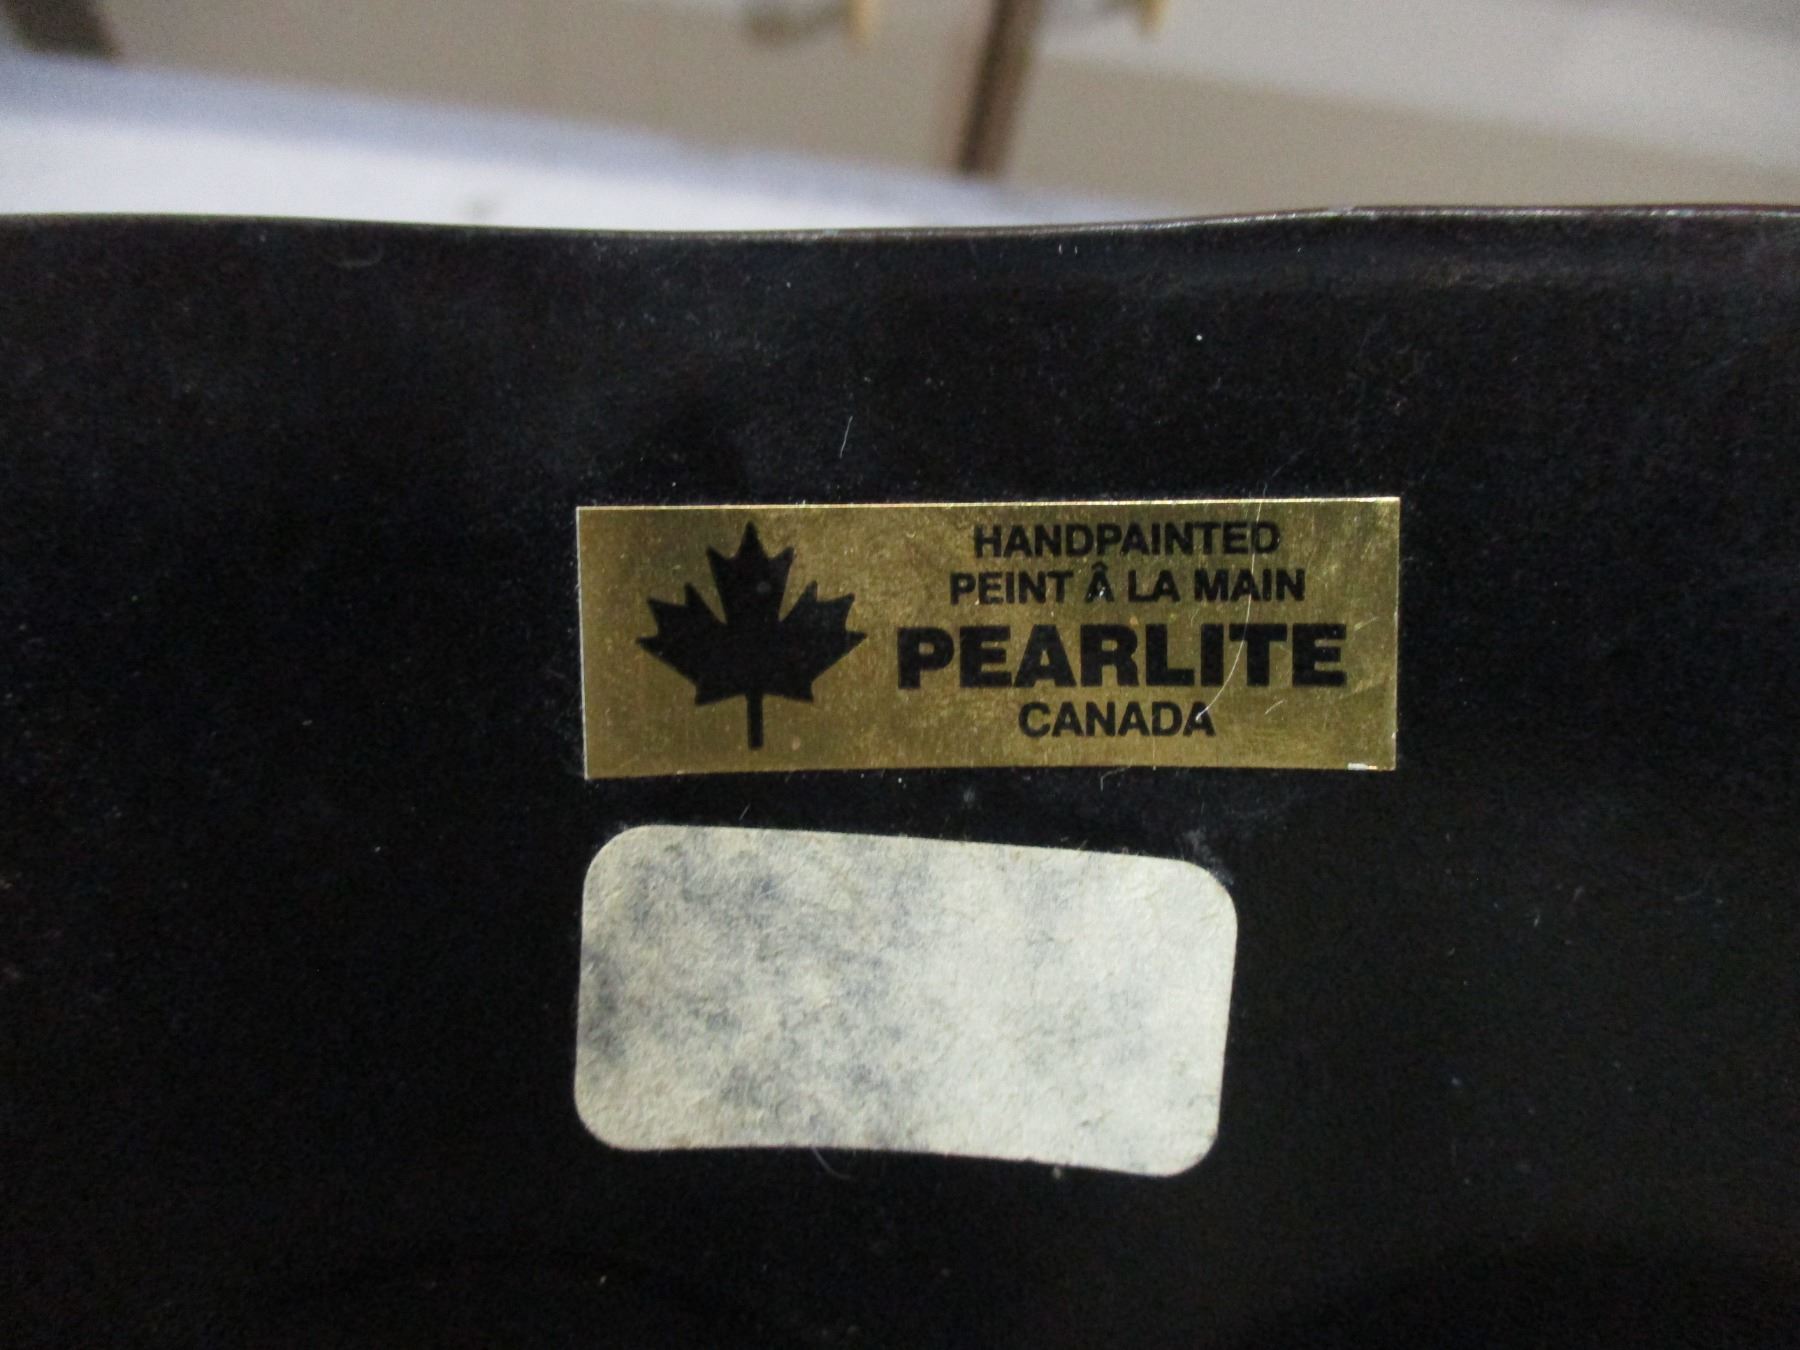 HANDPAINTED
PEINT Â LA MAIN
PEARLITE
CANADA